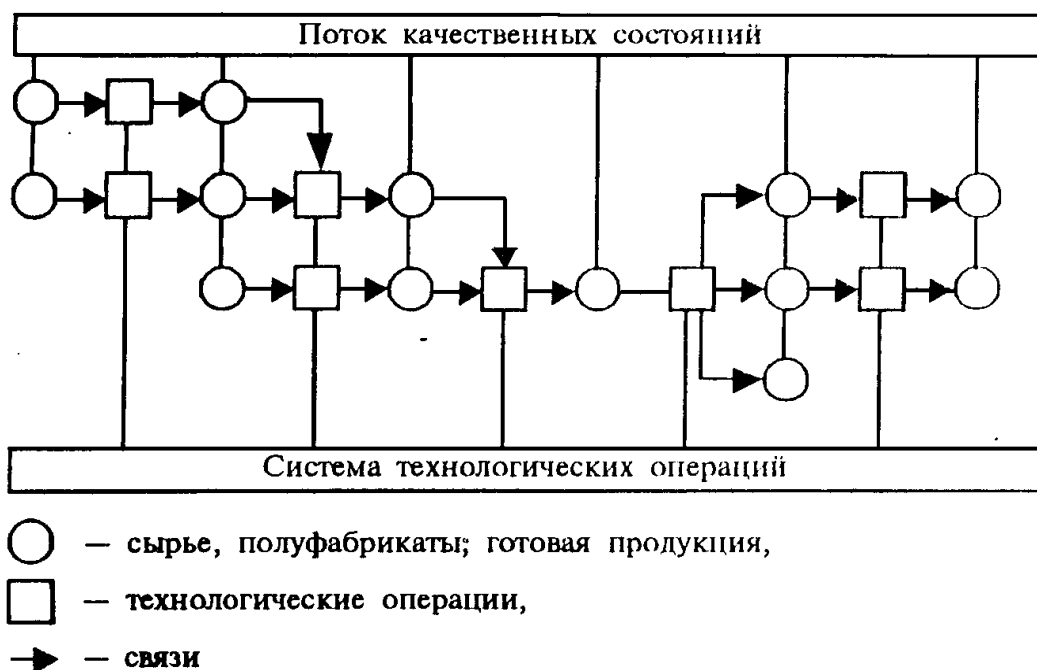 Поток качественных состояний
Система технологических операций
— сырье, полуфабрикаты; готовая продукция,
— технологические операции,
— связи